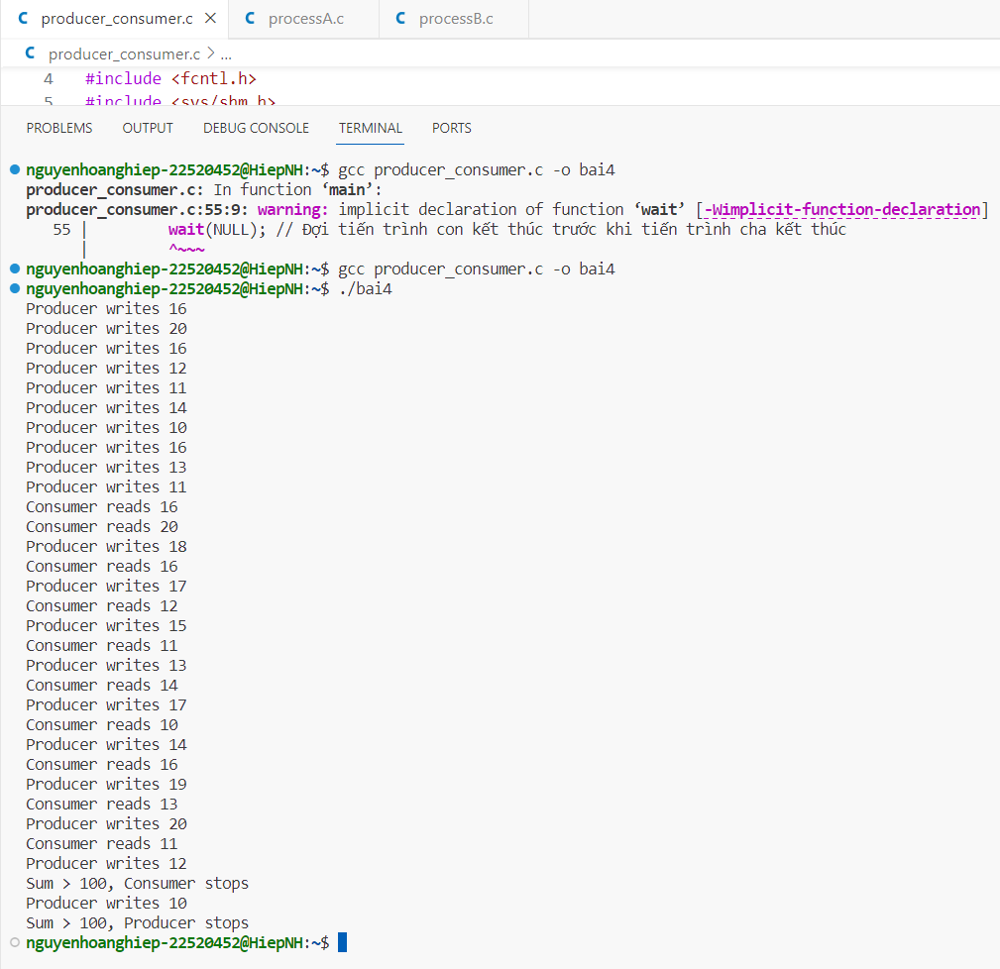 C producer_consumer.c × C processA.c C processB.c
C producer_consumer.c > ...
4 #include <fcntl.h>
5 #include <sys/shm.h>
PROBLEMS OUTPUT DEBUG CONSOLE TERMINAL PORTS
nguyenhoanghiep-22520452@HiepNH:~$ gcc producer_consumer.c -o bai4
producer_consumer.c: In function ‘main’:
producer_consumer.c:55:9: warning: implicit declaration of function ‘wait’ [-Wimplicit-function-declaration]
55 | wait(NULL); // Đợi tiến trình con kết thúc trước khi tiến trình cha kết thúc
| ^~~~
nguyenhoanghiep-22520452@HiepNH:~$ gcc producer_consumer.c -o bai4
nguyenhoanghiep-22520452@HiepNH:~$ ./bai4
Producer writes 16
Producer writes 20
Producer writes 16
Producer writes 12
Producer writes 11
Producer writes 14
Producer writes 10
Producer writes 16
Producer writes 13
Producer writes 11
Consumer reads 16
Consumer reads 20
Producer writes 18
Consumer reads 16
Producer writes 17
Consumer reads 12
Producer writes 15
Consumer reads 11
Producer writes 13
Consumer reads 14
Producer writes 17
Consumer reads 10
Producer writes 14
Consumer reads 16
Producer writes 19
Consumer reads 13
Producer writes 20
Consumer reads 11
Producer writes 12
Sum > 100, Consumer stops
Producer writes 10
Sum > 100, Producer stops
nguyenhoanghiep-22520452@HiepNH:~$